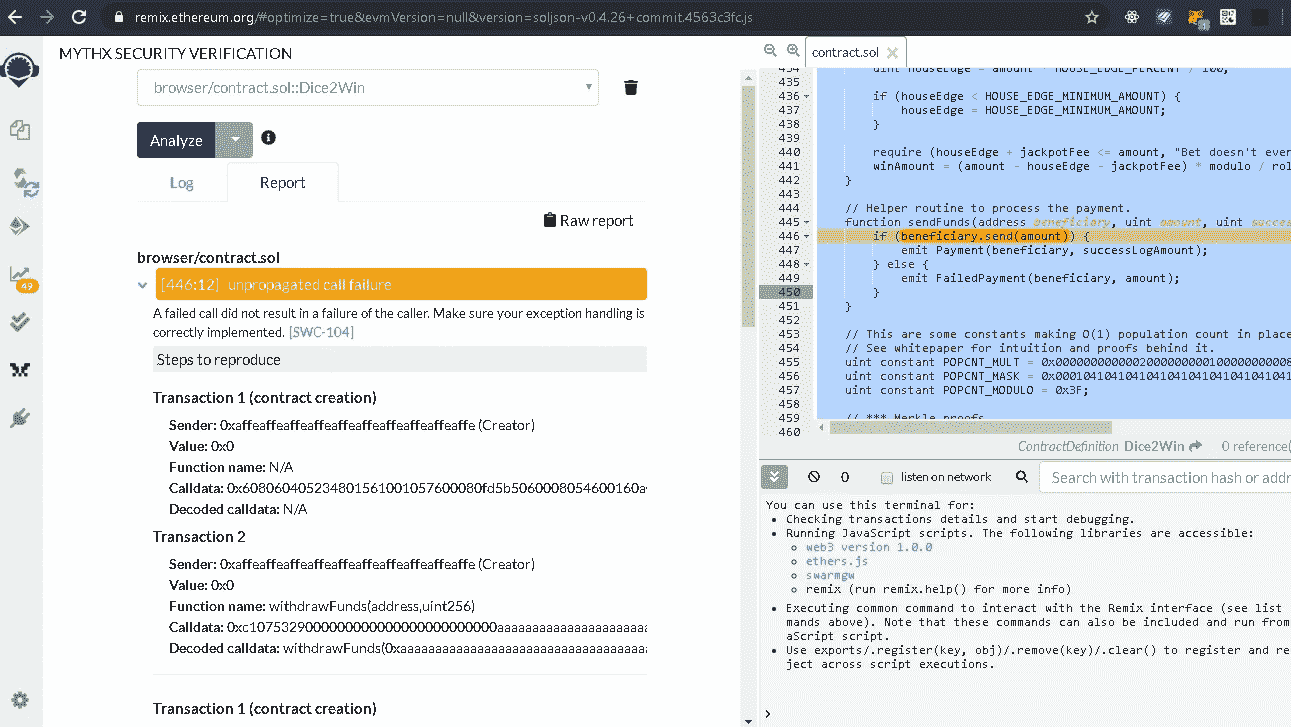 remix.ethereum.org/#optimize=true&evmVersion=null&version=soljson-v0.4.26+commit.4563c3fc.js
MYTHX SECURITY VERIFICATION
browser/contract.sol::Dice2Win
Analyze
Log
Report
Raw report
browser/contract.sol
[446:12] unpropagated call failure
A failed call did not result in a failure of the caller. Make sure your exception handling is
correctly implemented. [SWC-104]
Steps to reproduce
Transaction 1 (contract creation)
Sender: 0xaffeaffeaffeaffeaffeaffeaffeaffeaffeaffe (Creator)
Value: 0x0
Function name: N/A
Calldata: 0x608060405234801561001057600080fd5b5060008054600160a
Decoded calldata: N/A
Transaction 2
Sender: 0xaffeaffeaffeaffeaffeaffeaffeaffeaffeaffe (Creator)
Value: 0x0
Function name: withdrawFunds(address,uint256)
Decoded calldata: withdrawFunds(
Transaction 1 (contract creation)
49
contract.sol
434 uint houseEdge = amount * HOUSE_EDGE_PERCENT / 100;
435
436 if (houseEdge < HOUSE_EDGE_MINIMUM_AMOUNT) {
437 houseEdge = HOUSE_EDGE_MINIMUM_AMOUNT;
438 }
439
440 require (houseEdge + jackpotFee <= amount, "Bet doesn't ever
441 winAmount = (amount - houseEdge - jackpotFee) * modulo / rol
442 }
443
444 // Helper routine to process the payment.
445 function sendFunds(address beneficiary, uint amount, uint succes
446 if (beneficiary.send(amount)) {
447 emit Payment(beneficiary, successLogAmount);
448 } else {
449 emit FailedPayment(beneficiary, amount);
450 }
451 }
452
453 // This are some constants making O(1) population count in place
454 // See whitepaper for intuition and proofs behind it.
455 uint constant POPCNT_MULT =
456 uint constant POPCNT_MASK =
457 uint constant POPCNT_MODULO = 0x3F;
458
459 // *** Merkle proofs
460
ContractDefinition Dice2Win 0 reference(
0 listen on network Search with transaction hash or addr
You can use this terminal for:
• Checking transactions details and start debugging.
• Running JavaScript scripts. The following libraries are accessible:
web3 version 1.0.0
ethers.js
swarmgw
remix (run remix.help() for more info)
• Executing common command to interact with the Remix interface (see list
mands above). Note that these commands can also be included and run from
aScript script.
• Use exports/.register(key, obj)/.remove(key)/.clear() to register and re
ject across script executions.
>